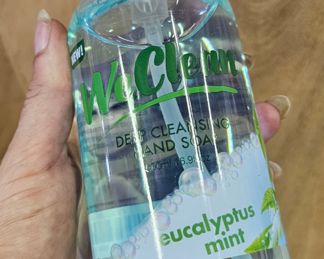 NEW!
WeClean
DEEP CLEANSING
HAND SOAP
eucalyptus
mint